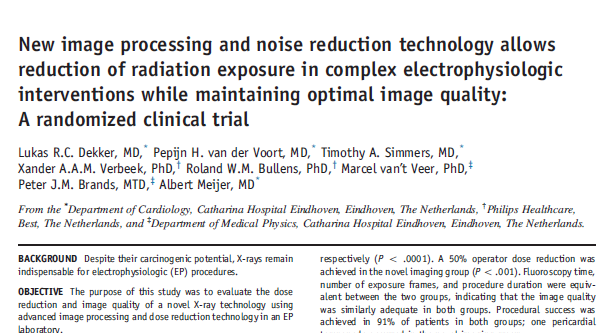 New image processing and noise reduction technology allows
reduction of radiation exposure in complex electrophysiologic
interventions while maintaining optimal image quality:
A randomized clinical trial
Lukas R.C. Dekker, MD,* Pepijn H. van der Voort, MD,* Timothy A. Simmers, MD,*
Xander A.A.M. Verbeek, PhD,† Roland W.M. Bullens, PhD,† Marcel van't Veer, PhD,‡
Peter J.M. Brands, MTD,‡ Albert Meijer, MD*
From the *Department of Cardiology, Catharina Hospital Eindhoven, Eindhoven, The Netherlands, †Philips Healthcare,
Best, The Netherlands, and ‡Department of Medical Physics, Catharina Hospital Eindhoven, Eindhoven, The Netherlands.
BACKGROUND Despite their carcinogenic potential, X-rays remain
indispensable for electrophysiologic (EP) procedures.
OBJECTIVE The purpose of this study was to evaluate the dose
reduction and image quality of a novel X-ray technology using
advanced image processing and dose reduction technology in an EP
laboratory.
respectively (P < .0001). A 50% operator dose reduction was
achieved in the novel imaging group (P < .001). Fluoroscopy time,
number of exposure frames, and procedure duration were equiv-
alent between the two groups, indicating that the image quality
was similarly adequate in both groups. Procedural success was
achieved in 91% of patients in both groups; one pericardial